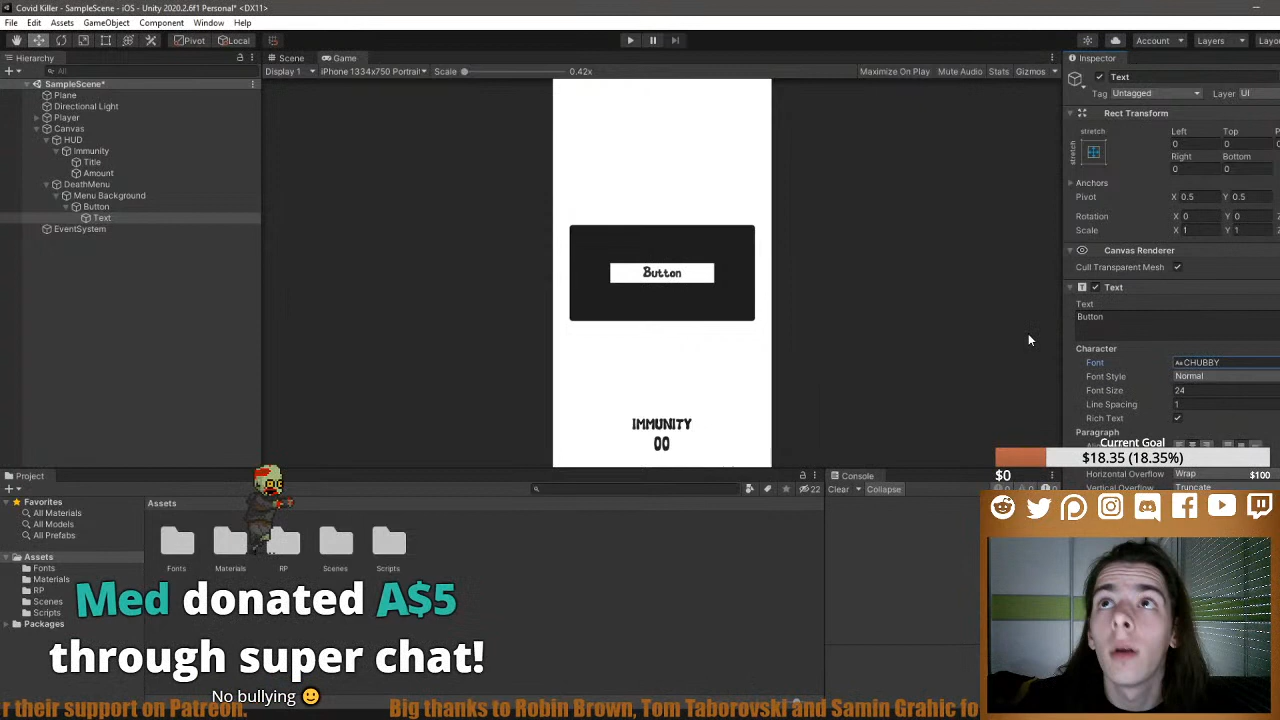 Covid Killer - SampleScene - iOS - Unity 2020.2.6f1 Personal* <DX11>
File Edit Assets GameObject Component Window Help
Pivot Local Account Layers Layou
Hierarchy
All
SampleScene*
Plane
Directional Light
Player
Canvas
HUD
Immunity
Title
Amount
DeathMenu
Menu Background
Button
Text
EventSystem
Scene Game
Display 1 iPhone 1334x750 Portrait Scale 0.42x Maximize On Play Mute Audio Stats Gizmos
Button
IMMUNITY
00
Inspector
Text
Tag Untagged Layer UI
Rect Transform
stretch Left Top
stretch 0 0
Right Bottom
0 0
Anchors
Pivot X 0.5 Y 0.5
Rotation X 0 Y 0
Scale X 1 Y 1
Canvas Renderer
Cull Transparent Mesh
Text
Text
Button
Character
Font CHUBBY
Font Style Normal
Font Size 24
Line Spacing 1
Rich Text
Paragraph
Current Goal
$18.35 (18.35%)
$0 $100
Horizontal Overflow Wrap
Vertical Overflow Truncate
Project
22
Favorites
All Materials
All Models
All Prefabs
Assets
Fonts
Materials
RP
Scenes
Scripts
Packages
Assets
Fonts Materials RP Scenes Scripts
Console
Clear Collapse
Med donated A$5
through super chat!
No bullying 🙂
r their support on Patreon. Big thanks to Robin Brown, Tom Taborovski and Samin Grahic fo